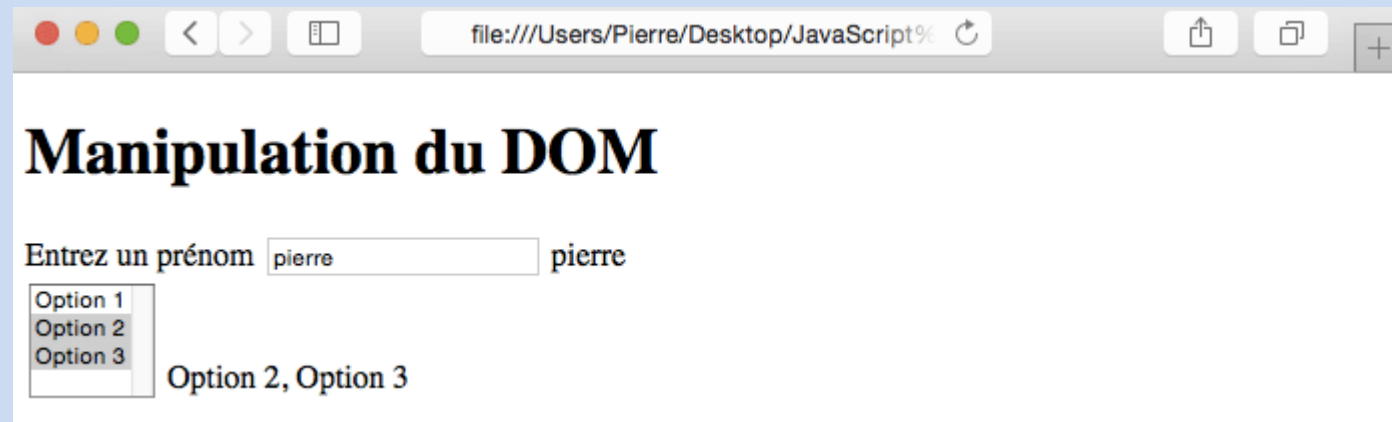 file:///Users/Pierre/Desktop/JavaScript%
Manipulation du DOM
Entrez un prénom pierre pierre
Option 1
Option 2
Option 3
Option 2, Option 3